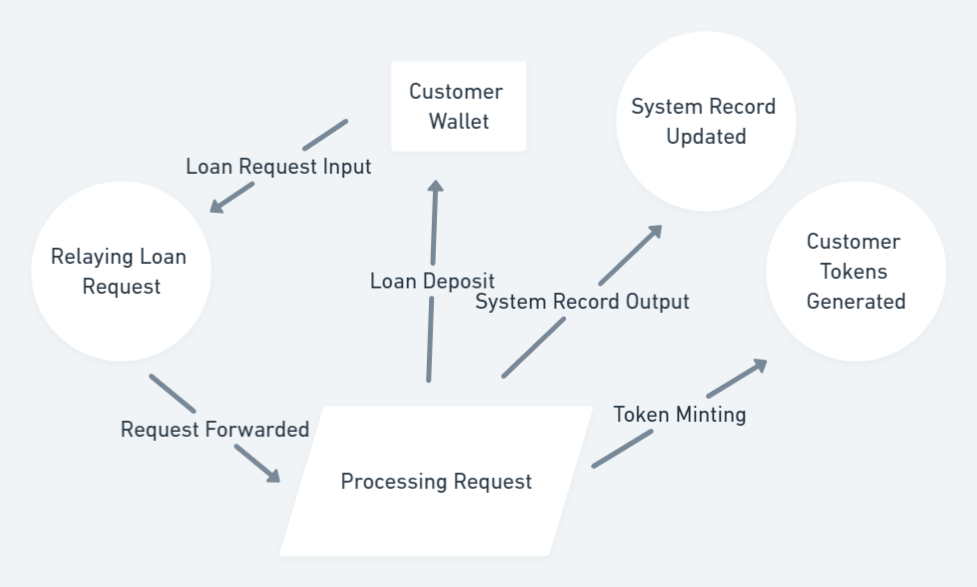 Customer
Wallet
System Record
Updated
Loan Request Input
Relaying Loan
Request
Customer
Tokens
Generated
Loan Deposit
System Record Output
Request Forwarded
Token Minting
Processing Request